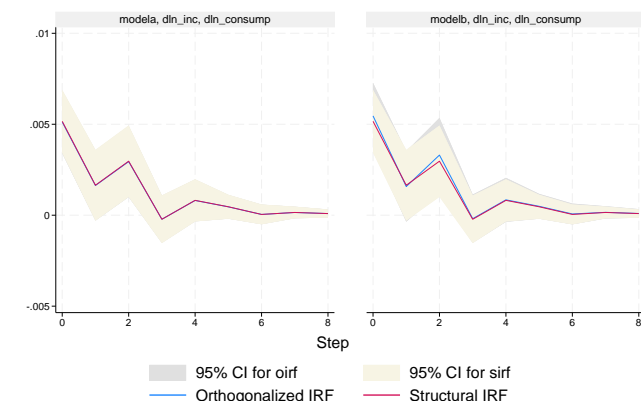 modela, dln_inc, dln_consump
modelb, dln_inc, dln_consump
.01
.005
0
-.005
0 2 4 6 8
0 2 4 6 8
Step
95% CI for oirf
95% CI for sirf
Orthogonalized IRF
Structural IRF